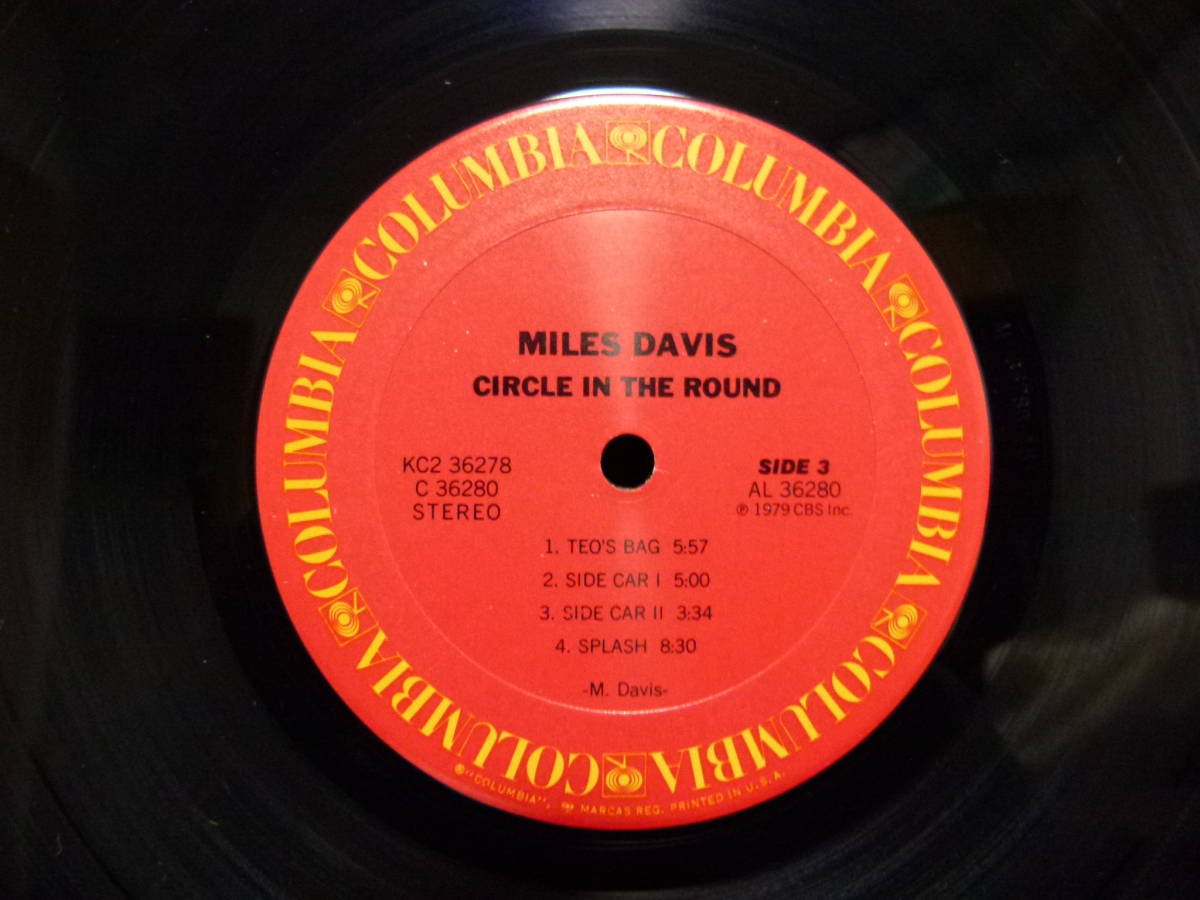 COLUMBIA COLUMBIA COLUMBIA COLUMBIA COLUMBIA COLUMBIA
MILES DAVIS
CIRCLE IN THE ROUND
KC2 36278
C 36280
STEREO
SIDE 3
AL 36280
℗ 1979 CBS Inc.
1. TEO'S BAG 5:57
2. SIDE CAR I 5:00
3. SIDE CAR II 3:34
4. SPLASH 8:30
-M. Davis-
®"COLUMBIA", MARCAS REG. PRINTED IN U.S.A.